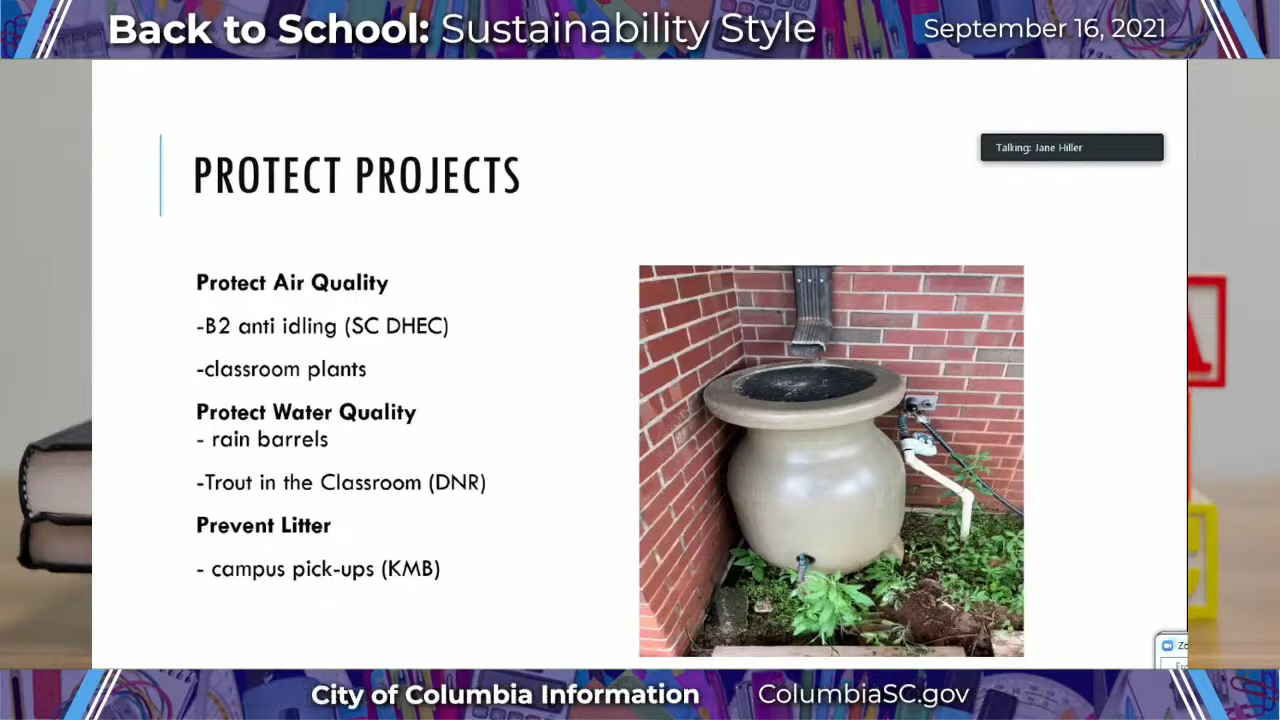 Back to School: Sustainability Style
September 16, 2021
Talking: Jane Hiller
PROTECT PROJECTS
Protect Air Quality
-B2 anti idling (SC DHEC)
-classroom plants
Protect Water Quality
- rain barrels
-Trout in the Classroom (DNR)
Prevent Litter
- campus pick-ups (KMB)
City of Columbia Information
ColumbiaSC.gov